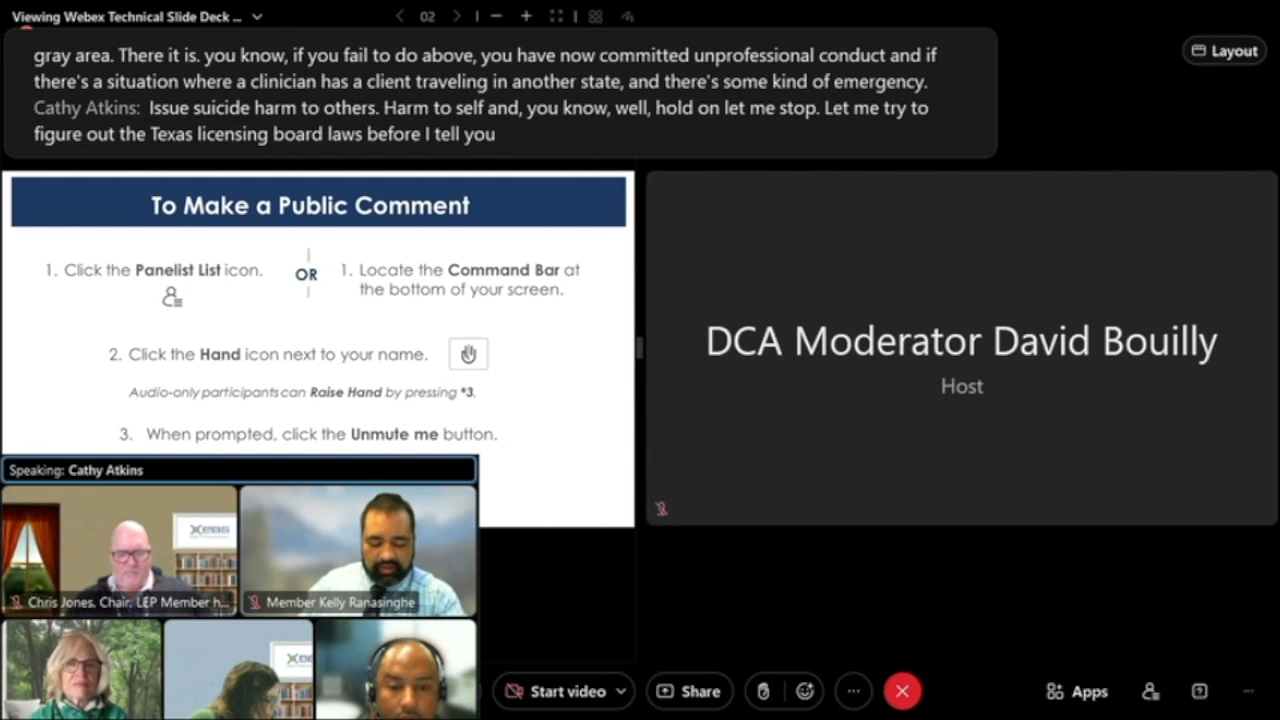 Viewing Webex Technical Slide Deck ...
02
gray area. There it is. you know, if you fail to do above, you have now committed unprofessional conduct and if
there's a situation where a clinician has a client traveling in another state, and there's some kind of emergency.
Cathy Atkins: Issue suicide harm to others. Harm to self and, you know, well, hold on let me stop. Let me try to
figure out the Texas licensing board laws before I tell you
Layout
To Make a Public Comment
1. Click the Panelist List icon.
OR
1. Locate the Command Bar at
the bottom of your screen.
2. Click the Hand icon next to your name.
Audio-only participants can Raise Hand by pressing *3.
3. When prompted, click the Unmute me button.
DCA Moderator David Bouilly
Host
Speaking: Cathy Atkins
Chris Jones, Chair, LEP Member h...
Member Kelly Ranasinghe
Start video
Share
Apps